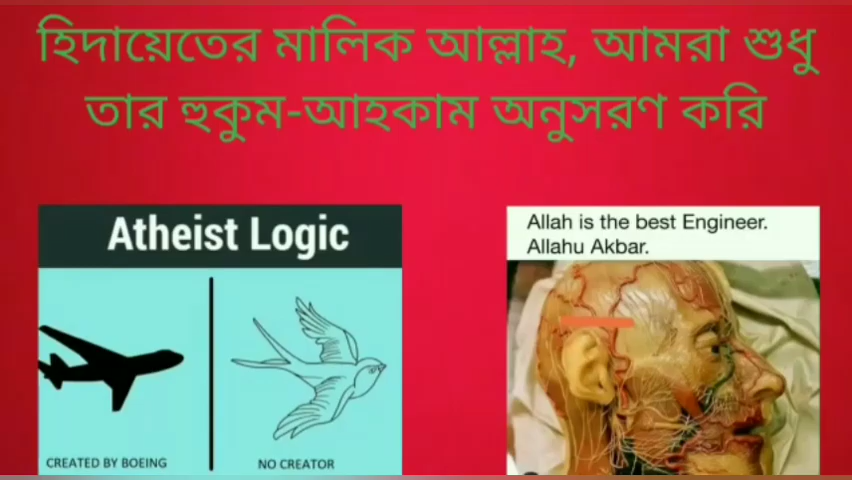 হিদায়েতের মালিক আল্লাহ, আমরা শুধু
তার হুকুম-আহকাম অনুসরণ করি
Atheist Logic
CREATED BY BOEING
NO CREATOR
Allah is the best Engineer.
Allahu Akbar.